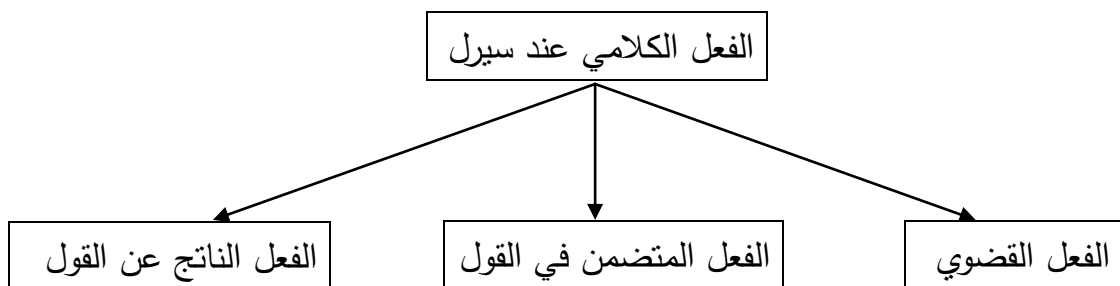 الفعل الكلامي عند سيرل
الفعل القضوي
الفعل المتضمن في القول
الفعل الناتج عن القول